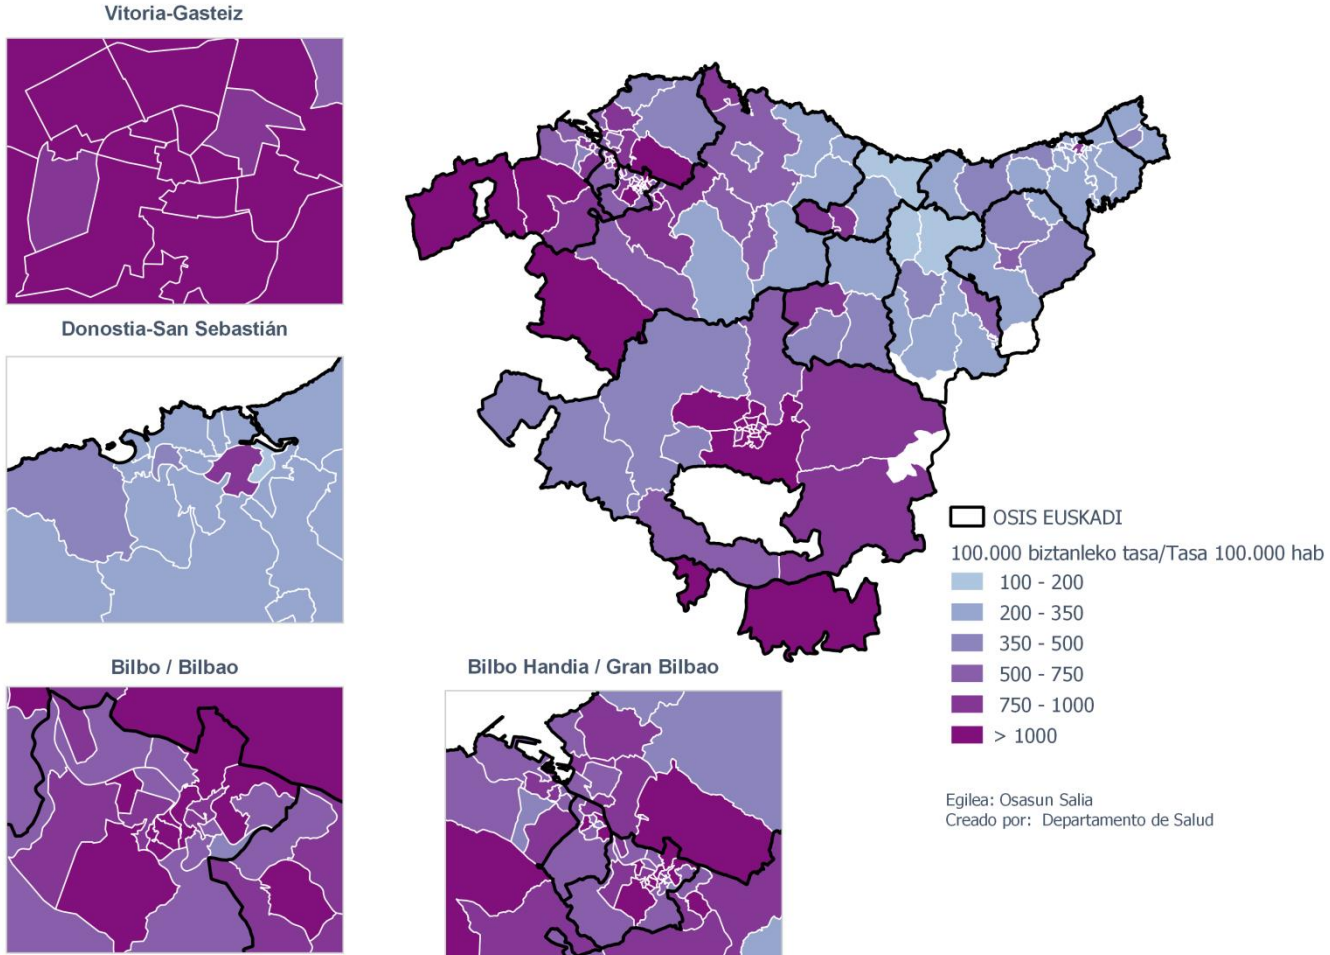 Vitoria-Gasteiz
Donostia-San Sebastián
Bilbo / Bilbao
Bilbo Handia / Gran Bilbao
OSIS EUSKADI
100.000 biztanleko tasa/Tasa 100.000 hab
100 - 200
200 - 350
350 - 500
500 - 750
750 - 1000
> 1000
Egilea: Osasun Salia
Creado por: Departamento de Salud